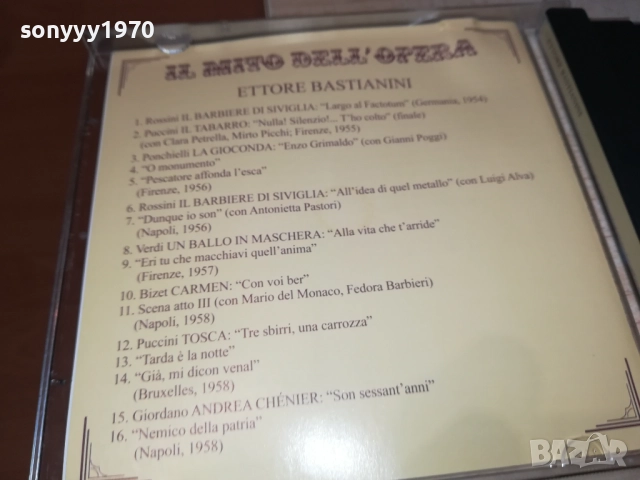 sonyyy1970
IL MITO DELL'OPERA
ETTORE BASTIANINI
1. Rossini IL BARBIERE DI SIVIGLIA: “Largo al Factotum” (Germania, 1954)
2. Puccini IL TABARRO: “Nulla! Silenzio!... T'ho colto” (finale)
(con Clara Petrella, Mirto Picchi; Firenze, 1955)
3. Ponchielli LA GIOCONDA: “Enzo Grimaldo” (con Gianni Poggi)
4. “O monumento”
5. “Pescatore affonda l'esca”
(Firenze, 1956)
6. Rossini IL BARBIERE DI SIVIGLIA: “All'idea di quel metallo” (con Luigi Alva)
7. “Dunque io son” (con Antonietta Pastori)
(Napoli, 1956)
8. Verdi UN BALLO IN MASCHERA: “Alla vita che t'arride”
9. “Eri tu che macchiavi quell'anima”
(Firenze, 1957)
10. Bizet CARMEN: “Con voi ber”
11. Scena atto III (con Mario del Monaco, Fedora Barbieri)
(Napoli, 1958)
12. Puccini TOSCA: “Tre sbirri, una carrozza”
13. “Tarda è la notte”
14. “Già, mi dicon venal”
(Bruxelles, 1958)
15. Giordano ANDREA CHÉNIER: “Son sessant'anni”
16. “Nemico della patria”
(Napoli, 1958)
BAZAR
bg